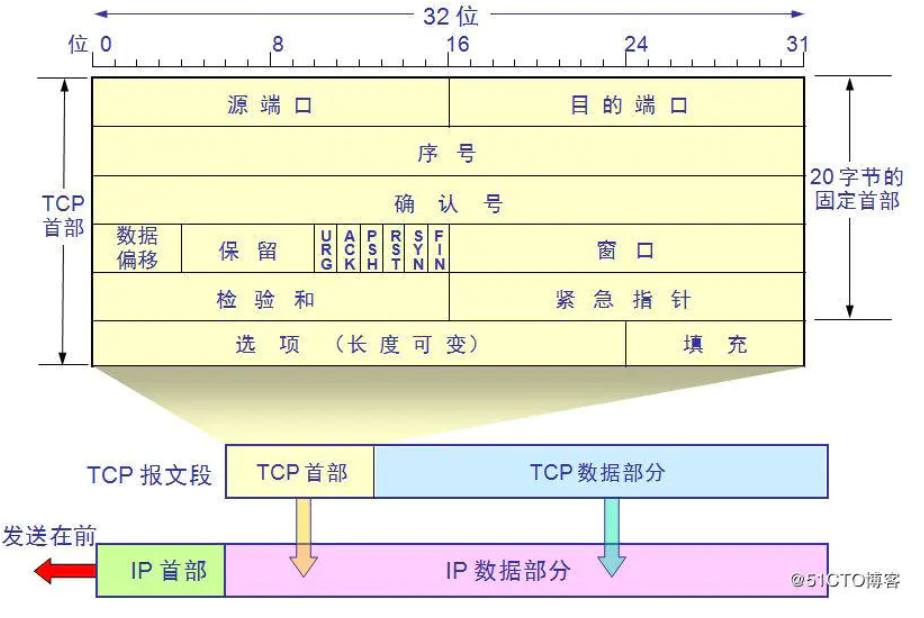 32 位
位 0 8 16 24 31
源 端 口 目 的 端 口
序 号
TCP
首部
确 认 号
20 字节的
固定首部
数据
偏移
保 留
URG
ACK
PSH
RST
SYN
FIN
窗 口
检 验 和 紧 急 指 针
选 项 （长 度 可 变） 填 充
TCP 报文段 TCP 首部 TCP 数据部分
发送在前
IP 首部 IP 数据部分
@51CTO博客